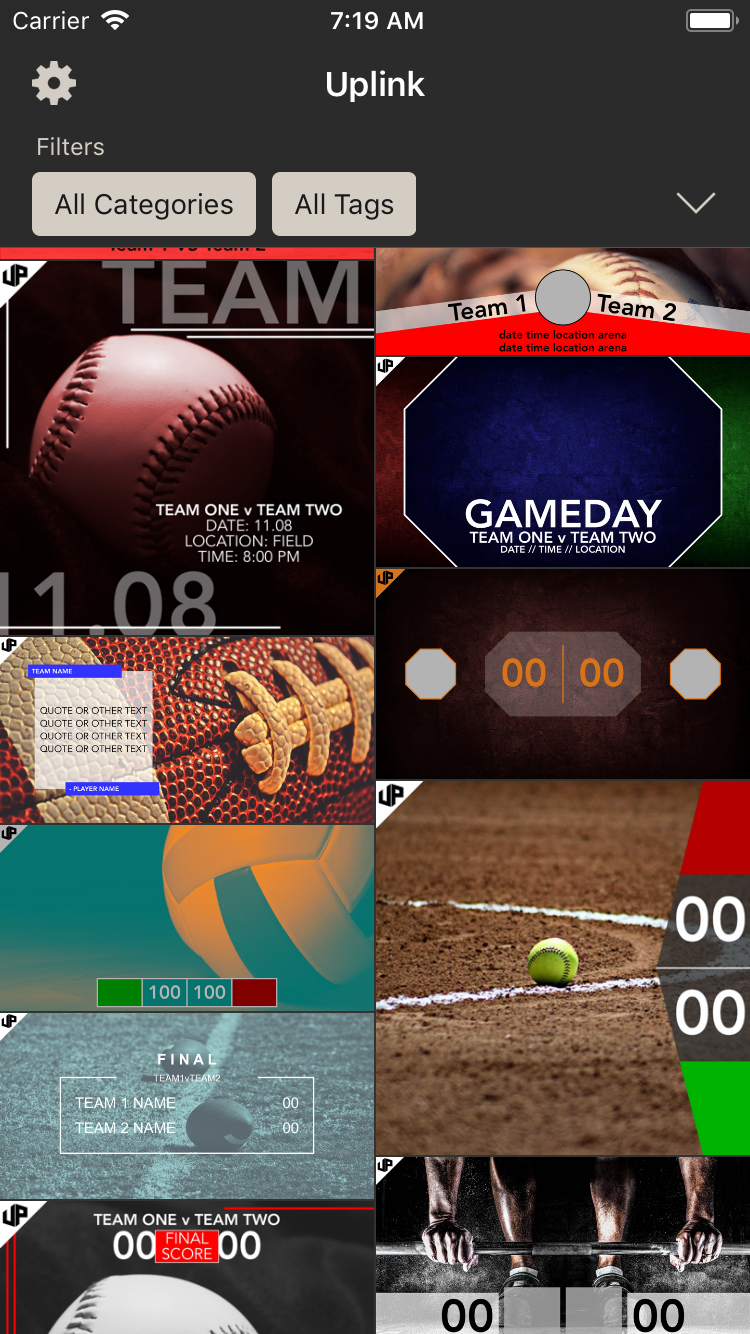 Carrier
7:19 AM
Uplink
Filters
All Categories
All Tags
Team 1 vs Team 2
UP
TEAM
TEAM ONE v TEAM TWO
DATE: 11.08
LOCATION: FIELD
TIME: 8:00 PM
11.08
UP
TEAM NAME
QUOTE OR OTHER TEXT
QUOTE OR OTHER TEXT
QUOTE OR OTHER TEXT
QUOTE OR OTHER TEXT
- PLAYER NAME
UP
100 100
UP
FINAL
TEAM1vTEAM2
TEAM 1 NAME 00
TEAM 2 NAME 00
UP
TEAM ONE v TEAM TWO
00 FINAL SCORE 00
Team 1 Team 2
date time location arena
date time location arena
UP
GAMEDAY
TEAM ONE v TEAM TWO
DATE // TIME // LOCATION
UP
00 00
UP
00
00
UP
00 00